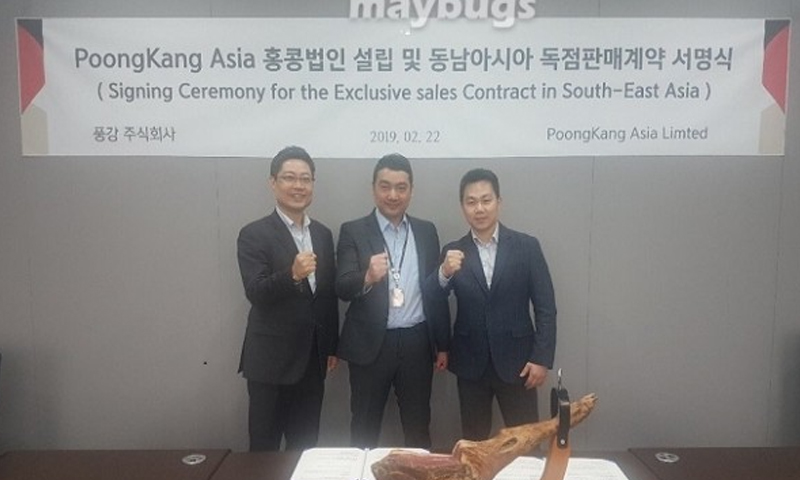 maybugs
PoongKang Asia 홍콩법인 설립 및 동남아시아 독점판매계약 서명식
( Signing Ceremony for the Exclusive sales Contract in South-East Asia )
풍강 주식회사 2019. 02. 22 PoongKang Asia Limted